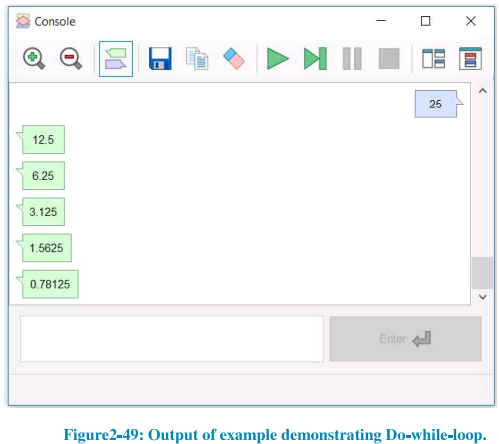 Console
25
12.5
6.25
3.125
1.5625
0.78125
Enter
Figure2-49: Output of example demonstrating Do-while-loop.